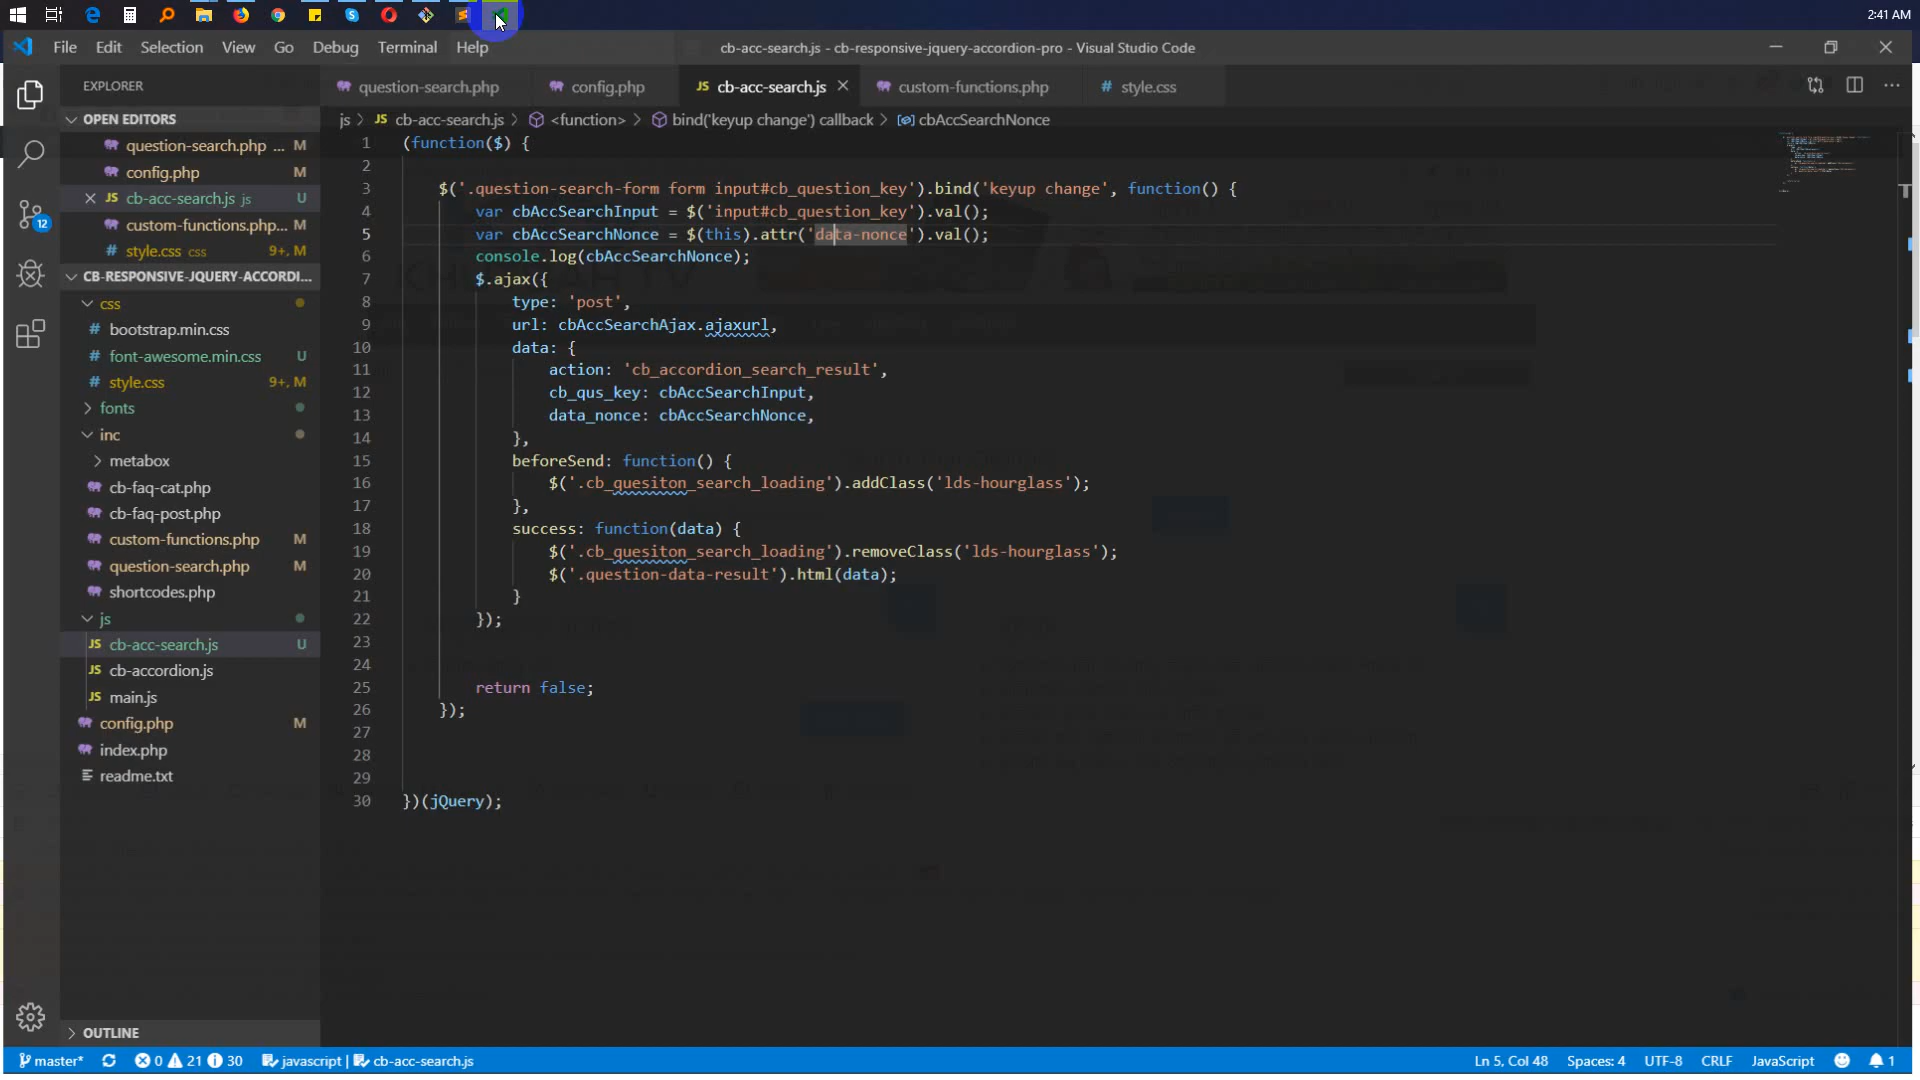 2:41 AM
File Edit Selection View Go Debug Terminal Help
cb-acc-search.js - cb-responsive-jquery-accordion-pro - Visual Studio Code
EXPLORER
question-search.php config.php JS cb-acc-search.js custom-functions.php # style.css
js > JS cb-acc-search.js > <function> > bind('keyup change') callback > cbAccSearchNonce
OPEN EDITORS
question-search.php ... M
config.php M
JS cb-acc-search.js js U
custom-functions.php... M
# style.css css 9+, M
CB-RESPONSIVE-JQUERY-ACCORDI...
css
# bootstrap.min.css
# font-awesome.min.css U
# style.css 9+, M
fonts
inc
metabox
cb-faq-cat.php
cb-faq-post.php
custom-functions.php M
question-search.php M
shortcodes.php
js
JS cb-acc-search.js U
JS cb-accordion.js
JS main.js
config.php M
index.php
readme.txt
OUTLINE
12
1 (function($) {
2
3 $('.question-search-form form input#cb_question_key').bind('keyup change', function() {
4 var cbAccSearchInput = $('input#cb_question_key').val();
5 var cbAccSearchNonce = $(this).attr('data-nonce').val();
6 console.log(cbAccSearchNonce);
7 $.ajax({
8 type: 'post',
9 url: cbAccSearchAjax.ajaxurl,
10 data: {
11 action: 'cb_accordion_search_result',
12 cb_qus_key: cbAccSearchInput,
13 data_nonce: cbAccSearchNonce,
14 },
15 beforeSend: function() {
16 $('.cb_quesiton_search_loading').addClass('lds-hourglass');
17 },
18 success: function(data) {
19 $('.cb_quesiton_search_loading').removeClass('lds-hourglass');
20 $('.question-data-result').html(data);
21 }
22 });
23
24
25 return false;
26 });
27
28
29
30 })(jQuery);
master* 0 21 30 javascript | cb-acc-search.js Ln 5, Col 48 Spaces: 4 UTF-8 CRLF JavaScript 1